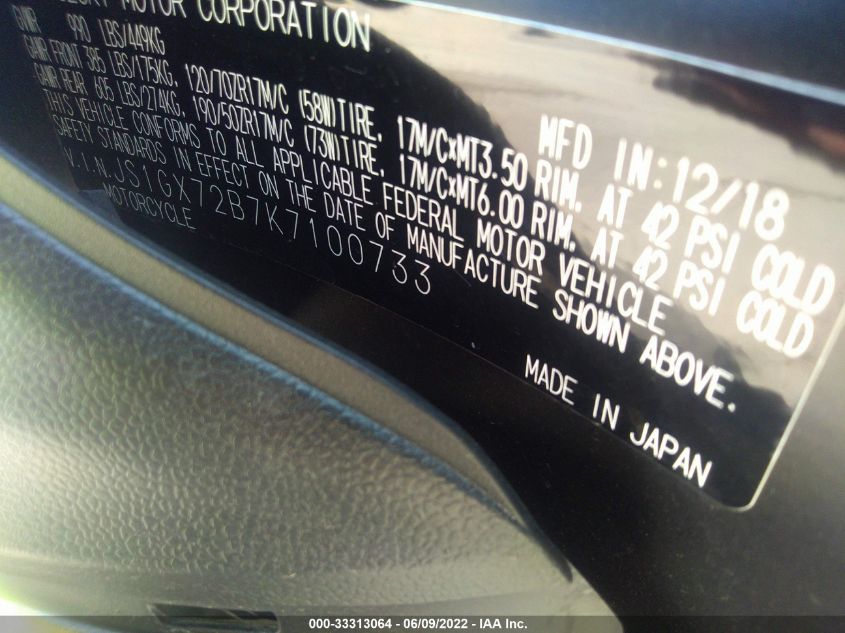 MOTOR CORPORATION
MFD IN: 12/18
GVWR 990 LBS/449KG
GAWR FRONT 385 LBS/175KG, 120/70ZR17M/C (58W)TIRE, 17M/C×MT3.50 RIM, AT 42 PSI COLD
GAWR REAR 605 LBS/274KG, 190/50ZR17M/C (73W)TIRE, 17M/C×MT6.00 RIM, AT 42 PSI COLD
THIS VEHICLE CONFORMS TO ALL APPLICABLE FEDERAL MOTOR VEHICLE
SAFETY STANDARDS IN EFFECT ON THE DATE OF MANUFACTURE SHOWN ABOVE.
V.I.N.JS1GX72B7K7100733
MOTORCYCLE
MADE IN JAPAN
000-33313064 - 06/09/2022 - IAA Inc.